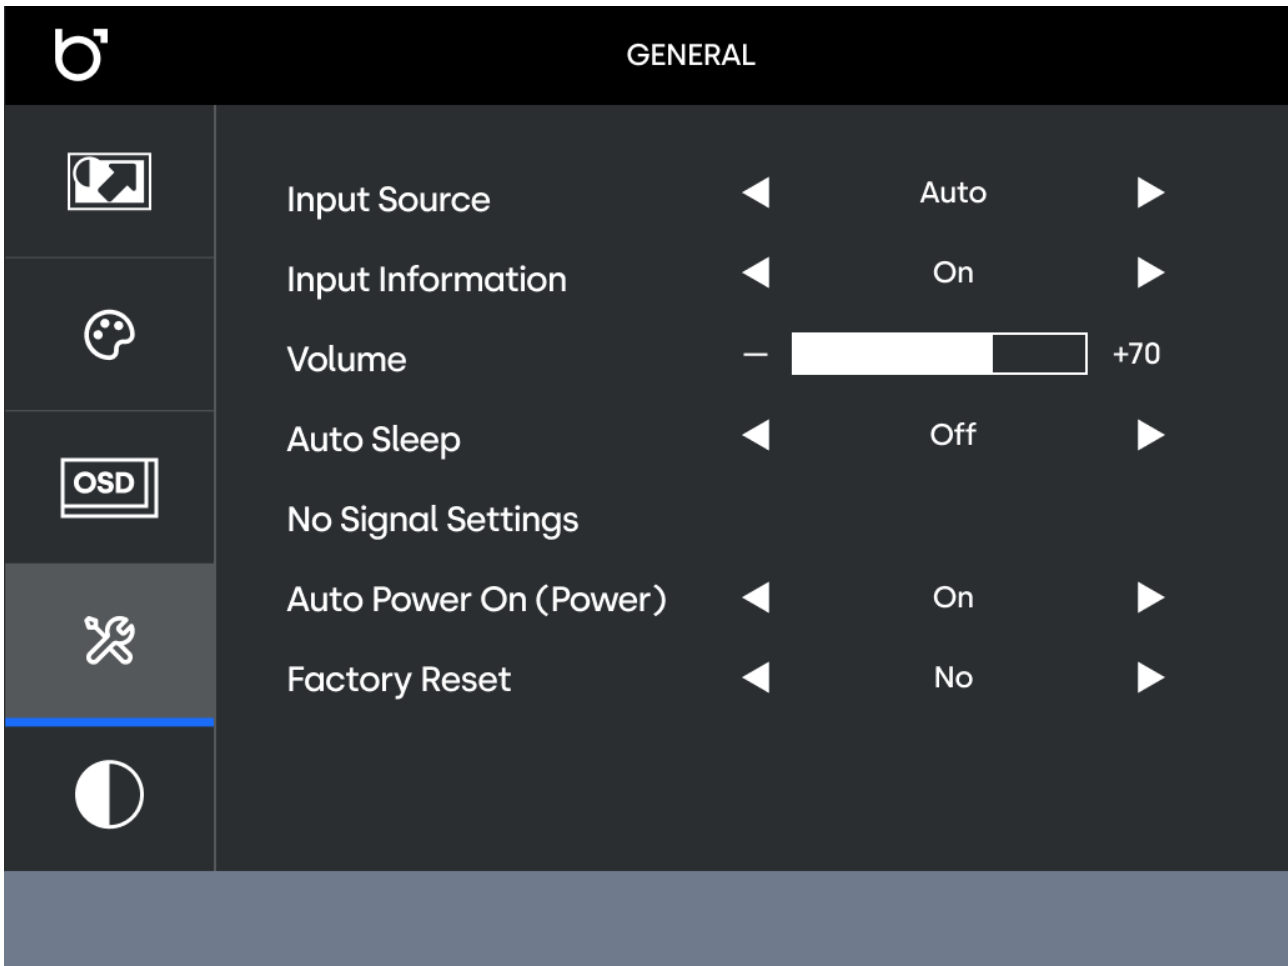 GENERAL
Input Source Auto
Input Information On
Volume — +70
Auto Sleep Off
OSD
No Signal Settings
Auto Power On (Power) On
Factory Reset No